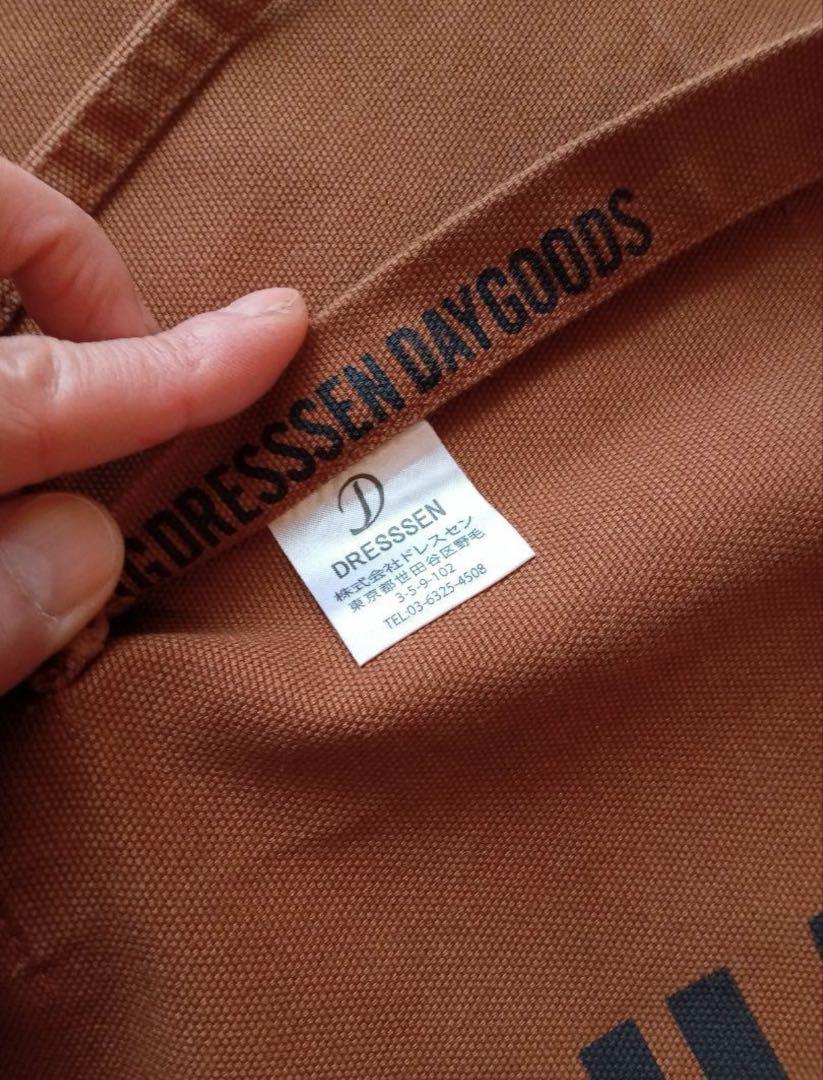 DRESSSEN DAYGOODS
D
DRESSSEN
株式会社ドレスセン
東京都世田谷区野毛
3-5-9-102
TEL:03-6325-4508